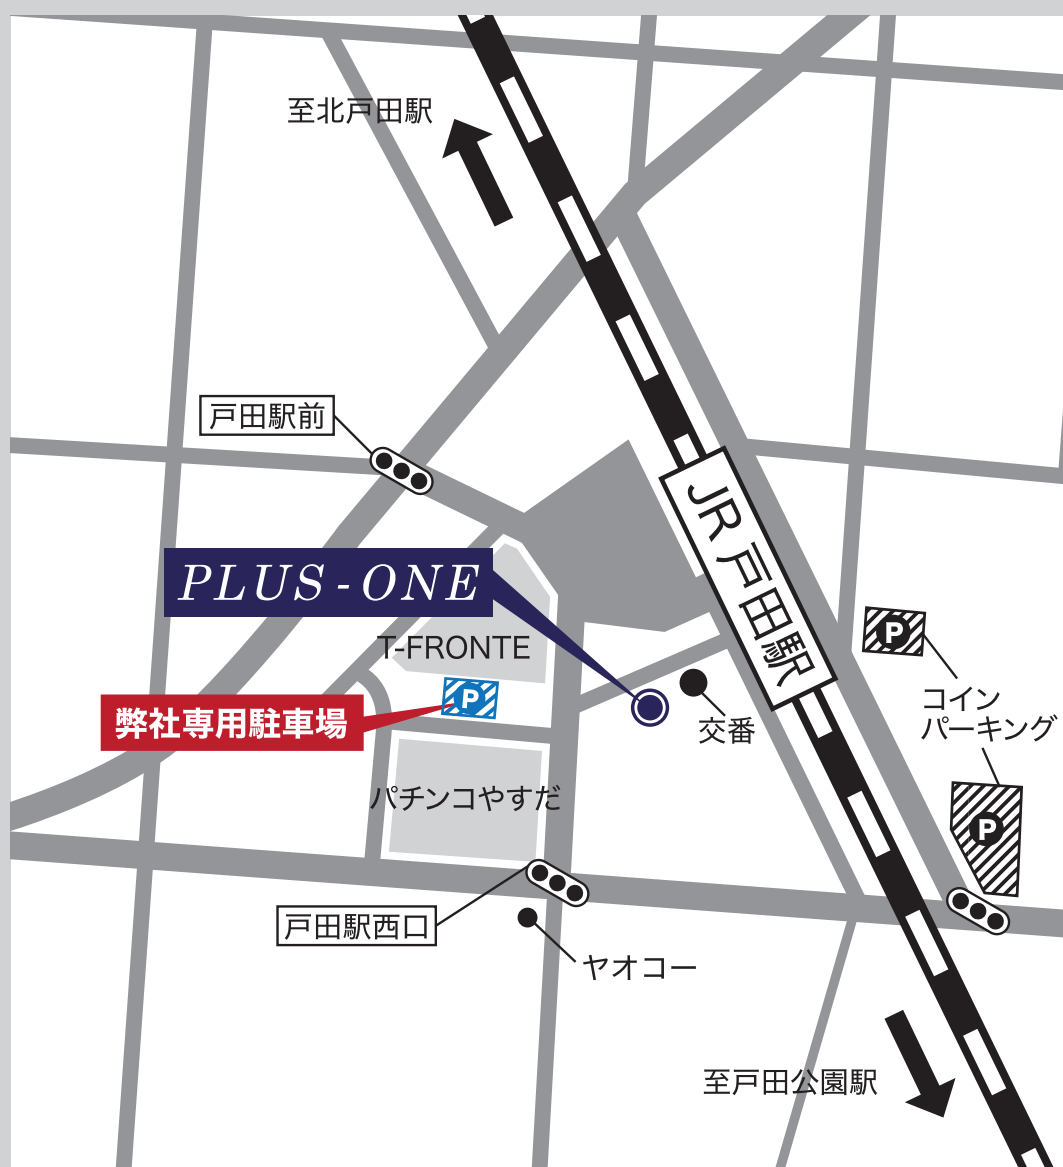 至北戸田駅
戸田駅前
JR 戸田駅
PLUS-ONE
P
T-FRONTE
P
弊社専用駐車場
交番
コイン
パーキング
パチンコやすだ
P
戸田駅西口
ヤオコー
至戸田公園駅